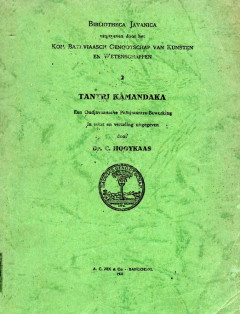 BIBLIOTHECA JAVANICA
uitgegeven door het
KON. BATAVIAASCH GENOOTSCHAP VAN KUNSTEN
EN WETENSCHAPPEN
2
TANTRI KAMANDAKA
Een Oudjavaansche Pañtjatantra-Bewerking
in tekst en vertaling uitgegeven
door
Dr. C. HOOYKAAS
A. C. NIX & Co — BANDOENG.